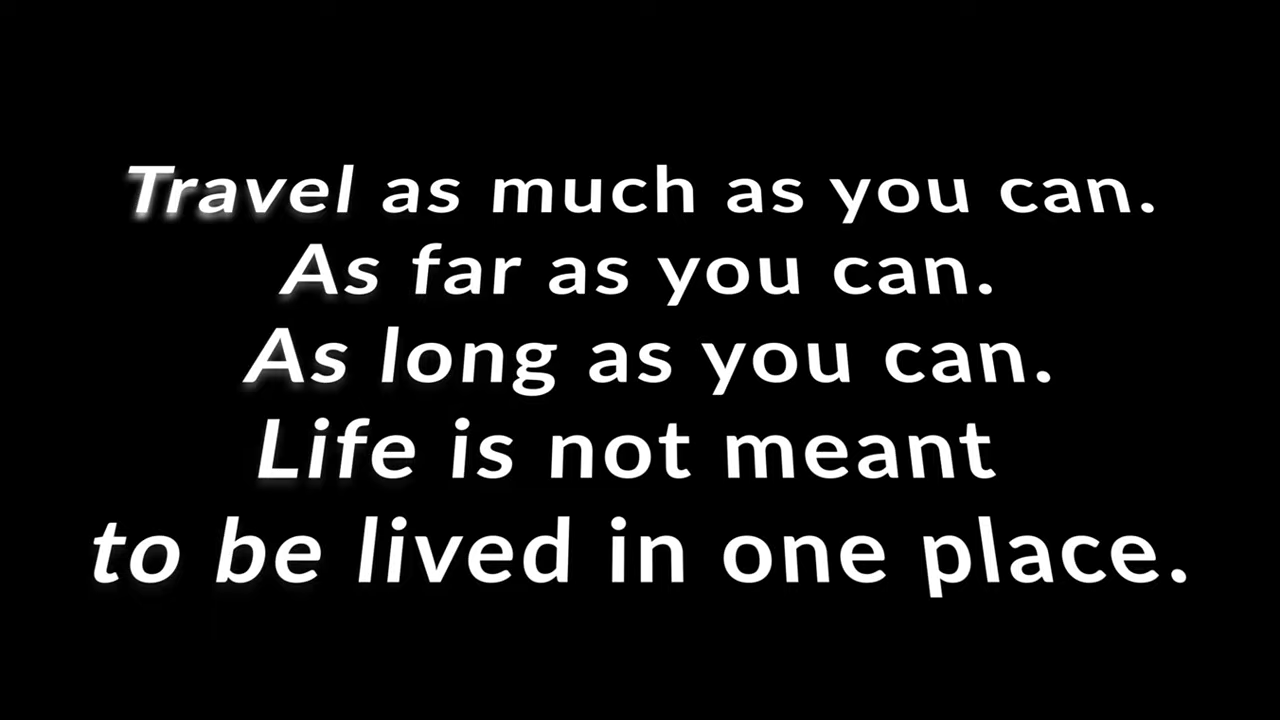 Travel as much as you can.
As far as you can.
As long as you can.
Life is not meant
to be lived in one place.